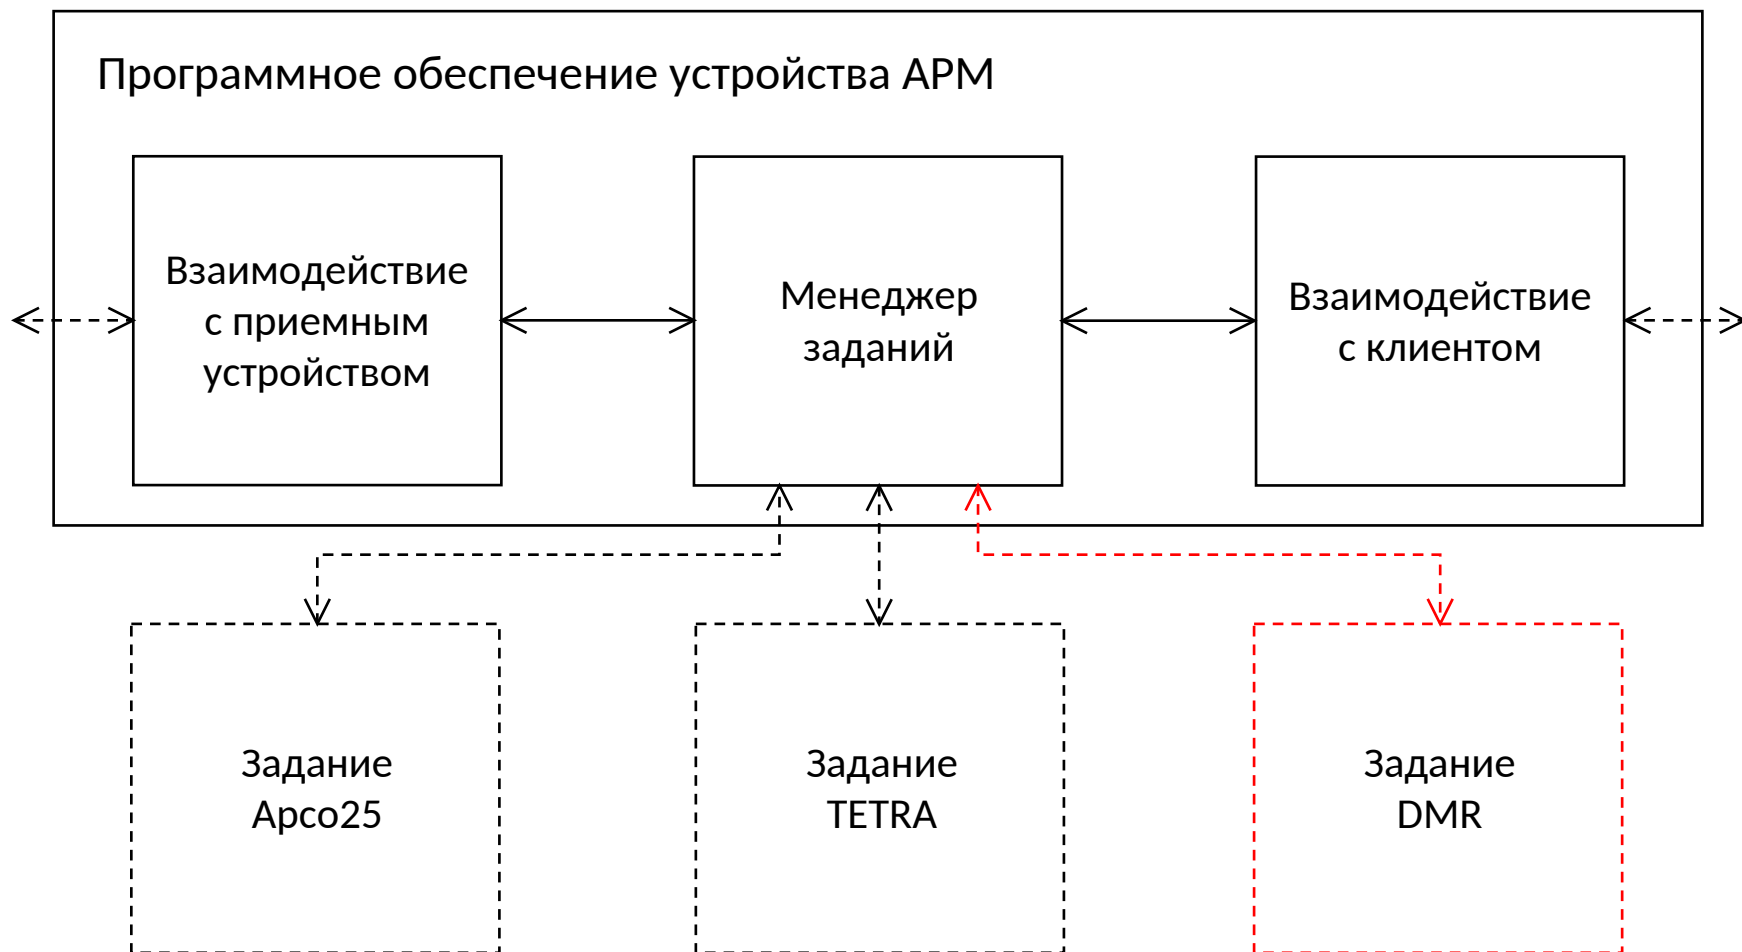 Программное обеспечение устройства АРМ
Взаимодействие
с приемным
устройством
Менеджер
заданий
Взаимодействие
с клиентом
Задание
Apco25
Задание
TETRA
Задание
DMR